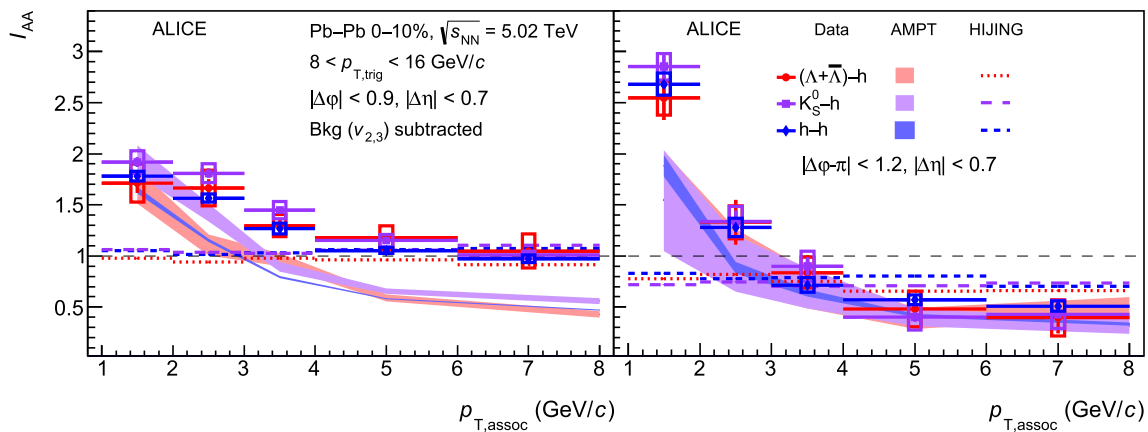 I_AA
ALICE
Pb–Pb 0–10%, √s_NN = 5.02 TeV
8 < p_T,trig < 16 GeV/c
|Δφ| < 0.9, |Δη| < 0.7
Bkg (v_2,3) subtracted
3
2.5
2
1.5
1
0.5
1 2 3 4 5 6 7 8
p_T,assoc (GeV/c)
ALICE Data AMPT HIJING
(Λ+Λ̅)–h
K⁰_S–h
h–h
|Δφ-π| < 1.2, |Δη| < 0.7
1 2 3 4 5 6 7 8
p_T,assoc (GeV/c)